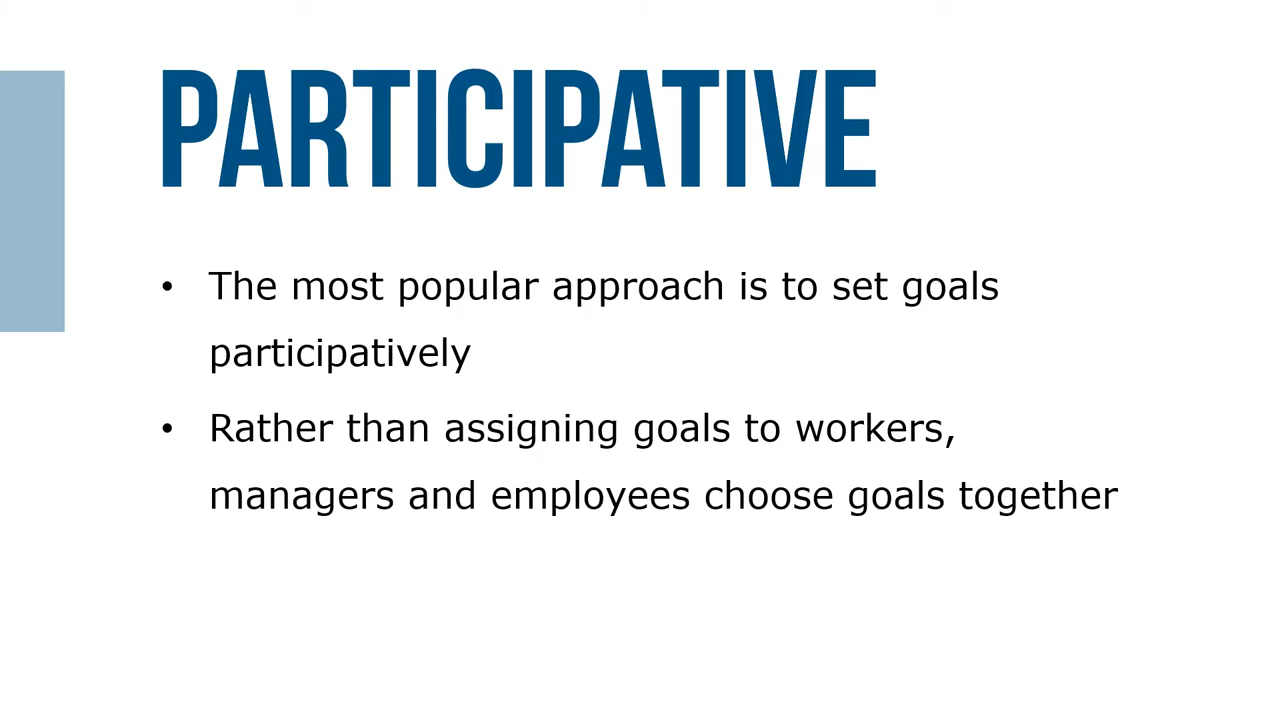 PARTICIPATIVE
• The most popular approach is to set goals
participatively
• Rather than assigning goals to workers,
managers and employees choose goals together